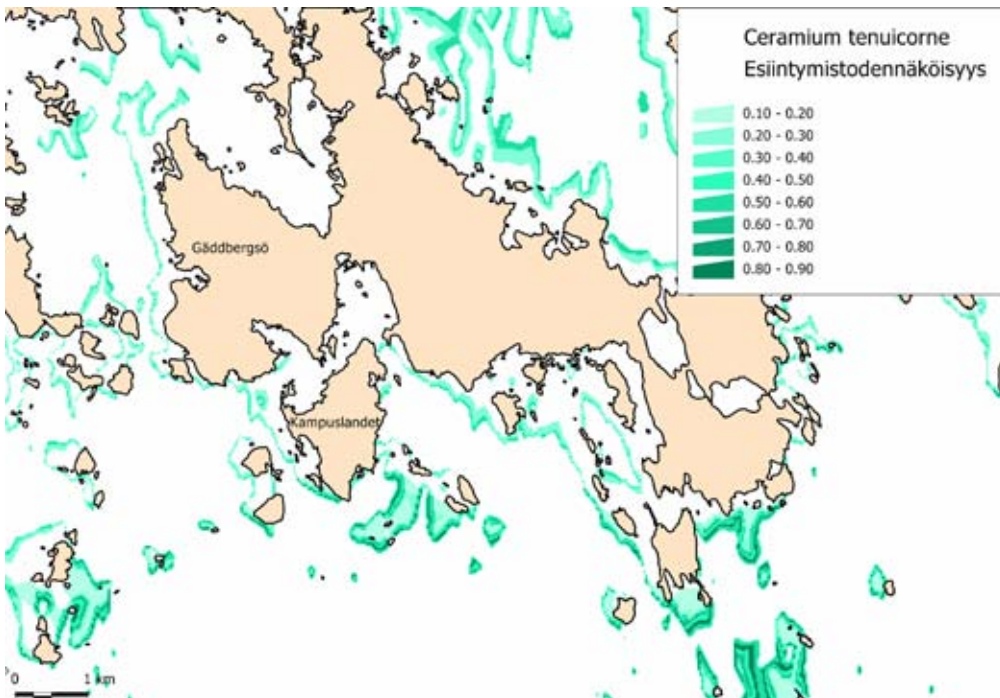 Ceramium tenuicorne
Esiintymistodennäköisyys
0.10 - 0.20
0.20 - 0.30
0.30 - 0.40
0.40 - 0.50
0.50 - 0.60
0.60 - 0.70
0.70 - 0.80
0.80 - 0.90
Gäddbergsö
Kampuslandet
0 1 km